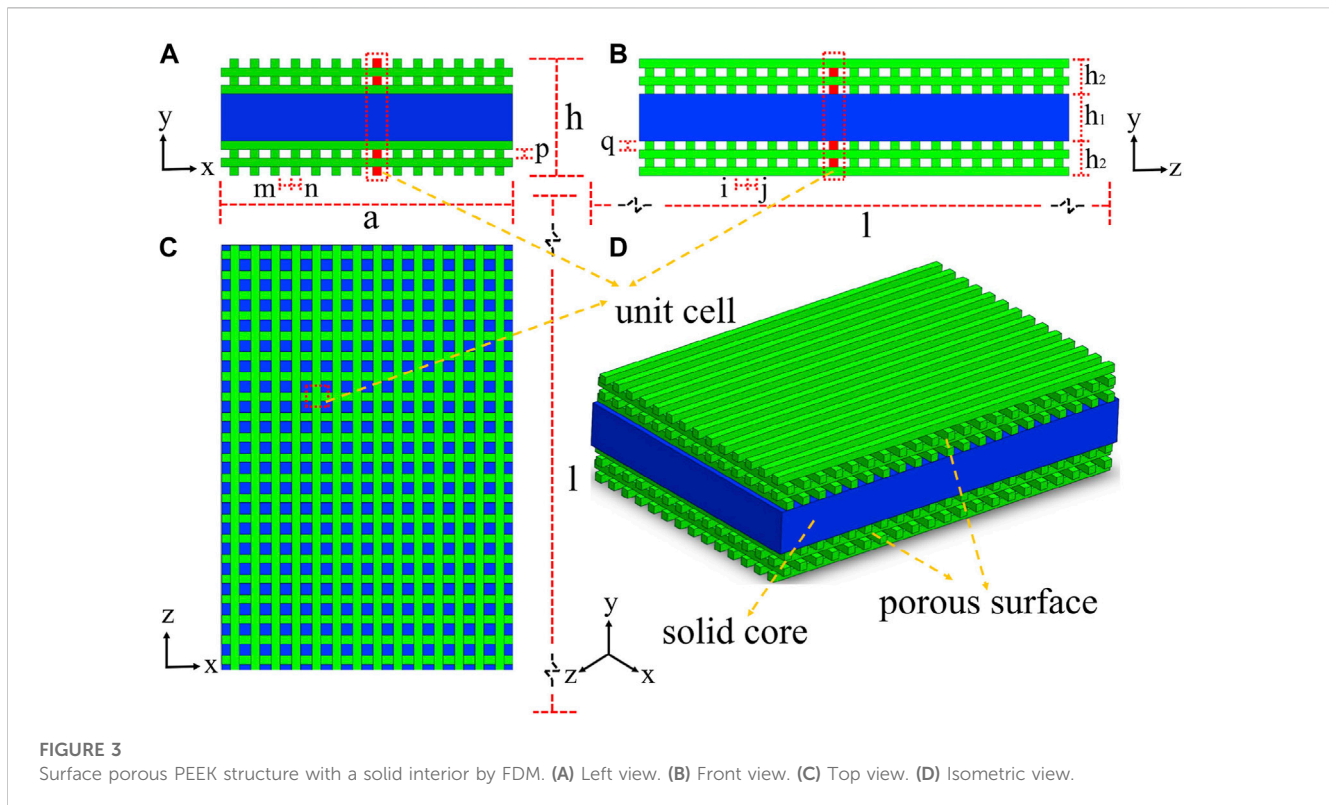 A
B
h
h₂
h₁
h₂
y
x
p
q
y
z
m
n
i
j
a
l
C
D
unit cell
l
z
x
y
z
x
solid core
porous surface
FIGURE 3
Surface porous PEEK structure with a solid interior by FDM. (A) Left view. (B) Front view. (C) Top view. (D) Isometric view.